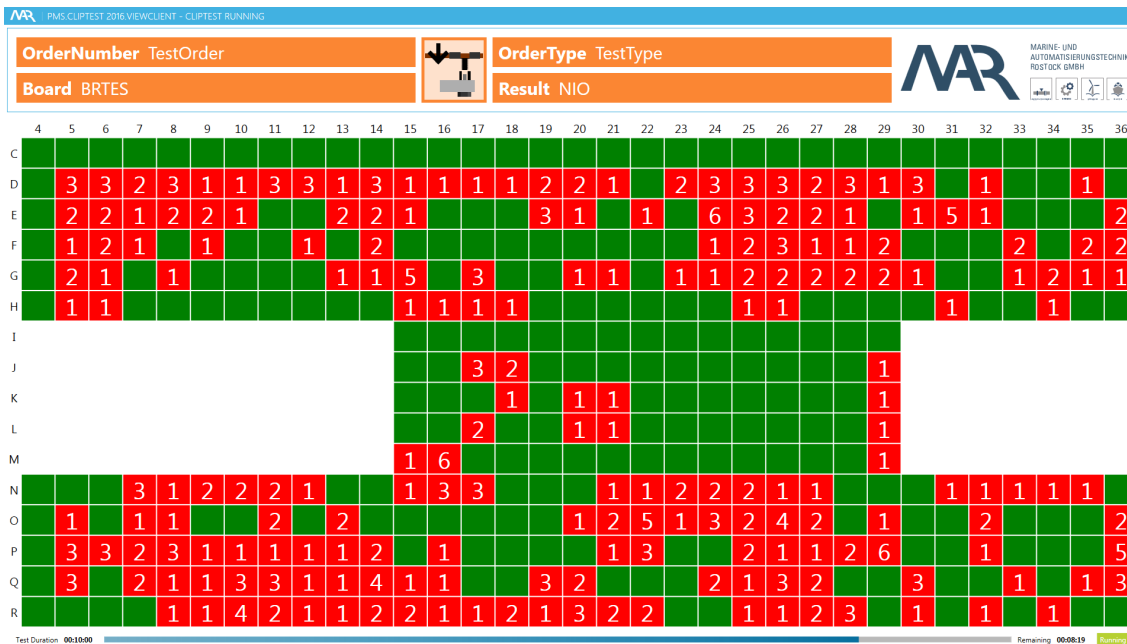 PMS.CLIPTEST 2016.VIEWCLIENT - CLIPTEST RUNNING
OrderNumber TestOrder
OrderType TestType
Board BRTES
Result NIO
MAR
MARINE- UND
AUTOMATISIERUNGSTECHNIK
ROSTOCK GMBH
4 5 6 7 8 9 10 11 12 13 14 15 16 17 18 19 20 21 22 23 24 25 26 27 28 29 30 31 32 33 34 35 36
C
D 3 3 2 3 1 1 3 3 1 3 1 1 1 1 2 2 1 2 3 3 3 2 3 1 3 1 1
E 2 2 1 2 2 1 2 2 1 3 1 1 6 3 2 2 1 1 5 1 2
F 1 2 1 1 1 2 1 2 3 1 1 2 2 2 2
G 2 1 1 1 1 5 3 1 1 1 1 2 2 2 2 2 1 1 2 1 1
H 1 1 1 1 1 1 1 1 1 1
I
J 3 2 1
K 1 1 1 1
L 2 1 1 1
M 1 6 1
N 3 1 2 2 2 1 1 3 3 1 1 2 2 2 1 1 1 1 1 1 1
O 1 1 1 2 2 1 2 5 1 3 2 4 2 1 2 2
P 3 3 2 3 1 1 1 1 1 2 1 1 3 2 1 1 2 6 1 5
Q 3 2 1 1 3 3 1 1 4 1 1 3 2 2 1 3 2 3 1 1 3
R 1 1 4 2 1 1 2 2 1 1 2 1 3 2 2 1 1 2 3 1 1 1
Test Duration 00:10:00
Remaining 00:08:19 Running